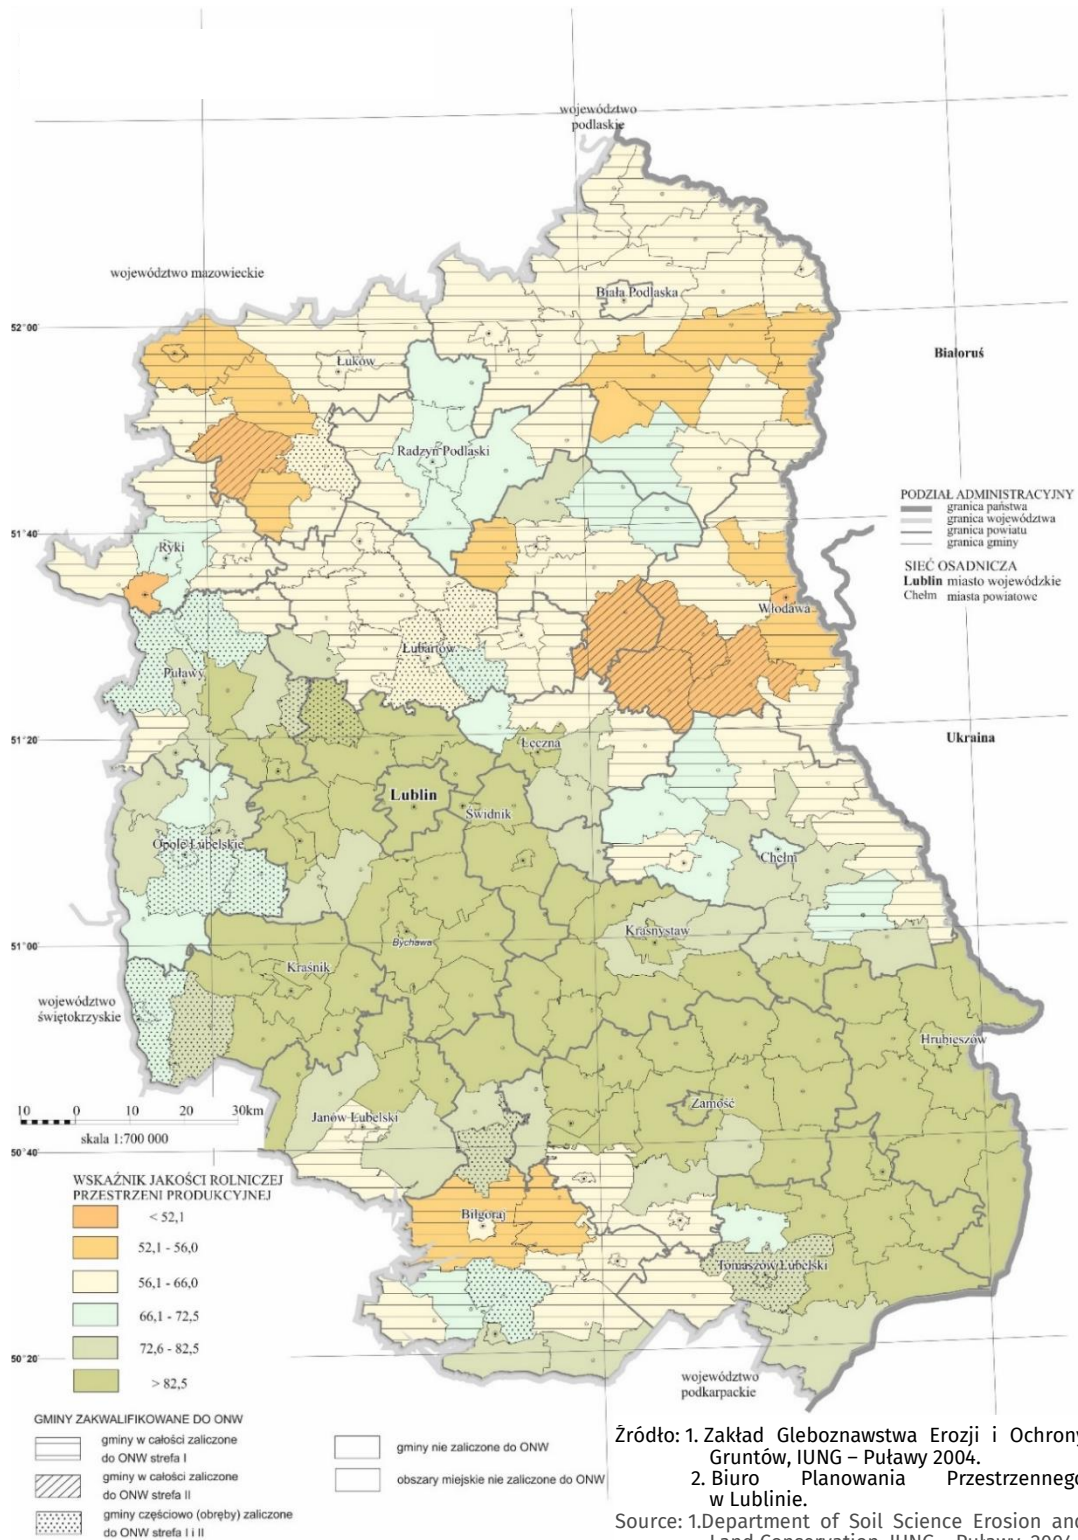 województwo
podlaskie
województwo mazowieckie
Biała Podlaska
52°00'
Białoruś
Łuków
Radzyń Podlaski
PODZIAŁ ADMINISTRACYJNY
granica państwa
granica województwa
granica powiatu
granica gminy
51°40'
Ryki
SIEĆ OSADNICZA
Lublin miasto wojewódzkie
Chełm miasta powiatowe
Włodawa
Lubartów
Puławy
51°20'
Łęczna
Ukraina
Lublin
Świdnik
Opole Lubelskie
Chełm
Krasnystaw
51°00'
Bychawa
Kraśnik
województwo
świętokrzyskie
Hrubieszów
10 0 10 20 30km
skala 1:700 000
Janów Lubelski
Zamość
50°40'
WSKAŹNIK JAKOŚCI ROLNICZEJ
PRZESTRZENI PRODUKCYJNEJ
< 52,1
52,1 - 56,0
56,1 - 66,0
66,1 - 72,5
72,6 - 82,5
> 82,5
Biłgoraj
Tomaszów Lubelski
50°20'
województwo
podkarpackie
GMINY ZAKWALIFIKOWANE DO ONW
gminy w całości zaliczone
do ONW strefa I
gminy w całości zaliczone
do ONW strefa II
gminy częściowo (obręby) zaliczone
do ONW strefa I i II
gminy nie zaliczone do ONW
obszary miejskie nie zaliczone do ONW
Źródło: 1. Zakład Gleboznawstwa Erozji i Ochrony
Gruntów, IUNG – Puławy 2004.
2. Biuro Planowania Przestrzennego
w Lublinie.
Source: 1.Department of Soil Science Erosion and
Land Conservation, IUNG - Puławy, 2004